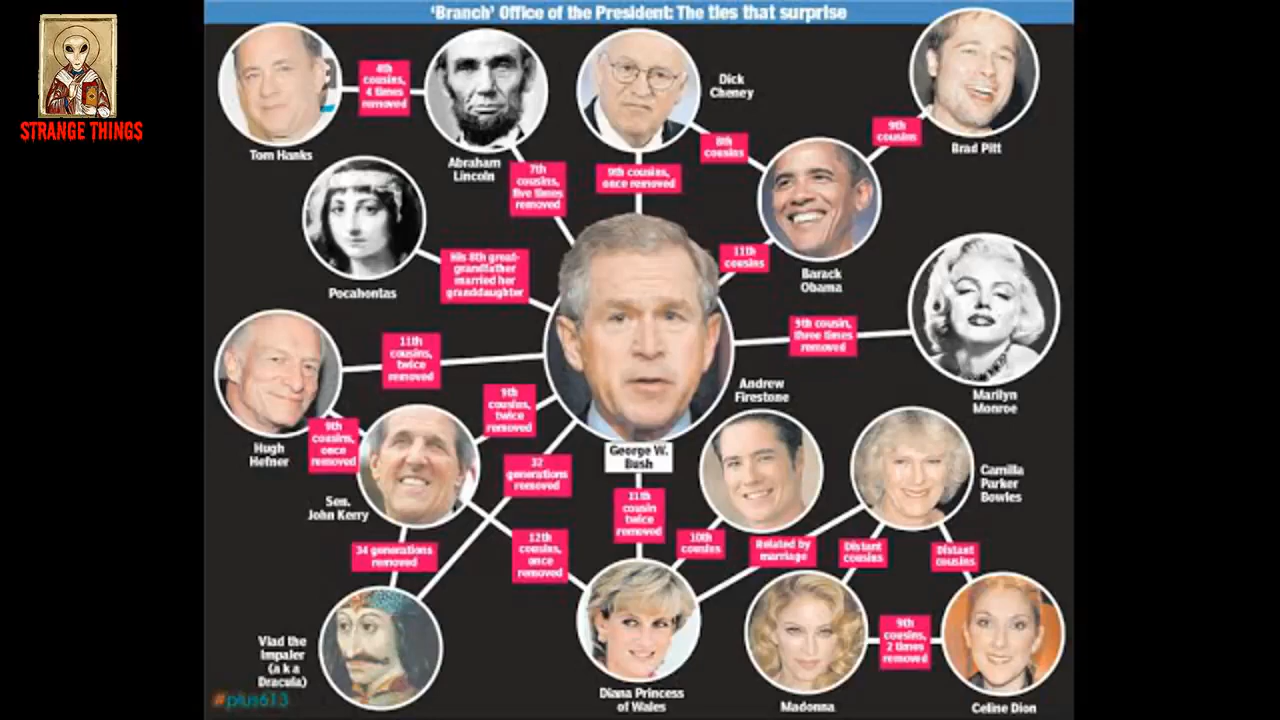 'Branch' Office of the President: The ties that surprise
STRANGE THINGS
Tom Hanks
4th
cousins,
4 times
removed
Abraham
Lincoln
Dick
Cheney
Brad Pitt
9th
cousins
8th
cousins
9th cousins,
once removed
7th
cousins,
five times
removed
Pocahontas
His 8th great-
grandfather
married her
granddaughter
11th
cousins
Barack
Obama
9th cousin,
three times
removed
Marilyn
Monroe
11th
cousins,
twice
removed
Hugh
Hefner
9th
cousins,
once
removed
9th
cousins,
twice
removed
Sen.
John Kerry
George W.
Bush
Andrew
Firestone
Camilla
Parker
Bowles
32
generations
removed
11th
cousin
twice
removed
34 generations
removed
12th
cousins,
once
removed
10th
cousins
Related by
marriage
Distant
cousins
Distant
cousins
Vlad the
Impaler
(a k a
Dracula)
Diana Princess
of Wales
Madonna
9th
cousins,
2 times
removed
Celine Dion
#plus613